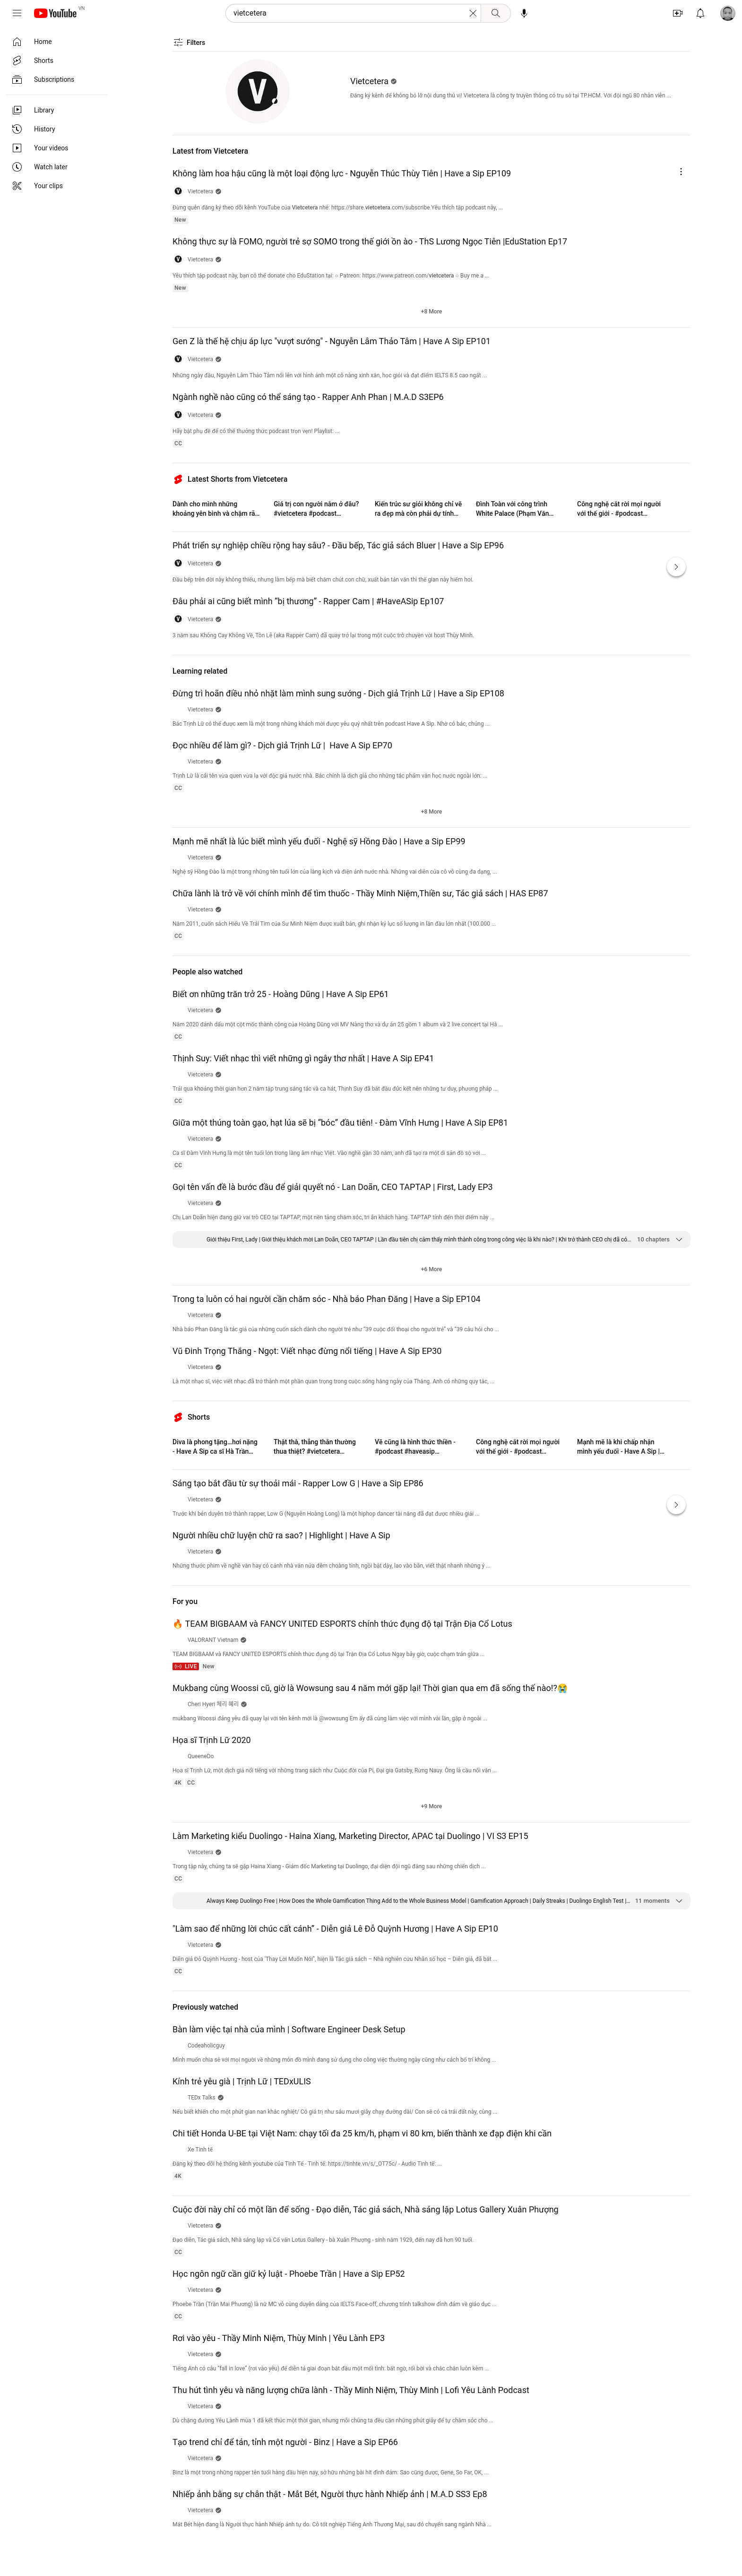 YouTube VN
vietcetera
Home
Shorts
Subscriptions
Library
History
Your videos
Watch later
Your clips
Filters
Vietcetera
Đăng ký kênh để không bỏ lỡ nội dung thú vị! Vietcetera là công ty truyền thông có trụ sở tại TP.HCM. Với đội ngũ 80 nhân viên ...
Latest from Vietcetera
Không làm hoa hậu cũng là một loại động lực - Nguyễn Thúc Thùy Tiên | Have a Sip EP109
Vietcetera
Đừng quên đăng ký theo dõi kênh YouTube của Vietcetera nhé: https://share.vietcetera.com/subscribe Yêu thích tập podcast này, ...
New
Không thực sự là FOMO, người trẻ sợ SOMO trong thế giới ồn ào - ThS Lương Ngọc Tiên |EduStation Ep17
Vietcetera
Yêu thích tập podcast này, bạn có thể donate cho EduStation tại: ○ Patreon: https://www.patreon.com/vietcetera ○ Buy me a ...
New
+8 More
Gen Z là thế hệ chịu áp lực "vượt sướng" - Nguyễn Lâm Thảo Tâm | Have A Sip EP101
Vietcetera
Những ngày đầu, Nguyễn Lâm Thảo Tâm nổi lên với hình ảnh một cô nàng xinh xắn, học giỏi và đạt điểm IELTS 8.5 cao ngất ...
Ngành nghề nào cũng có thể sáng tạo - Rapper Anh Phan | M.A.D S3EP6
Vietcetera
Hãy bật phụ đề để có thể thưởng thức podcast trọn vẹn! Playlist: ...
CC
Latest Shorts from Vietcetera
Dành cho mình những khoảng yên bình và chậm rã...
Giá trị con người nằm ở đâu? #vietcetera #podcast...
Kiến trúc sư giỏi không chỉ vẽ ra đẹp mà còn phải dự tính...
Đinh Toàn với công trình White Palace (Phạm Văn...
Công nghệ cắt rời mọi người với thế giới - #podcast...
Phát triển sự nghiệp chiều rộng hay sâu? - Đầu bếp, Tác giả sách Bluer | Have a Sip EP96
Vietcetera
Đầu bếp trên đời này không thiếu, nhưng làm bếp mà biết chăm chút con chữ, xuất bản tản văn thì thế gian này hiếm hoi.
Đâu phải ai cũng biết mình “bị thương” - Rapper Cam | #HaveASip Ep107
Vietcetera
3 năm sau Không Cay Không Về, Tôn Lê (aka Rapper Cam) đã quay trở lại trong một cuộc trò chuyện với host Thùy Minh.
Learning related
Đừng trì hoãn điều nhỏ nhặt làm mình sung sướng - Dịch giả Trịnh Lữ | Have a Sip EP108
Vietcetera
Bác Trịnh Lữ có thể được xem là một trong những khách mời được yêu quý nhất trên podcast Have A Sip. Nhờ có bác, chúng ...
Đọc nhiều để làm gì? - Dịch giả Trịnh Lữ | Have A Sip EP70
Vietcetera
Trịnh Lữ là cái tên vừa quen vừa lạ với độc giả nước nhà. Bác chính là dịch giả cho những tác phẩm văn học nước ngoài lớn: ...
CC
+8 More
Mạnh mẽ nhất là lúc biết mình yếu đuối - Nghệ sỹ Hồng Đào | Have a Sip EP99
Vietcetera
Nghệ sỹ Hồng Đào là một trong những tên tuổi lớn của làng kịch và điện ảnh nước nhà. Những vai diễn của cô vô cùng đa dạng, ...
Chữa lành là trở về với chính mình để tìm thuốc - Thầy Minh Niệm,Thiền sư, Tác giả sách | HAS EP87
Vietcetera
Năm 2011, cuốn sách Hiểu Về Trái Tim của Sư Minh Niệm được xuất bản, ghi nhận kỷ lục số lượng in lần đầu lớn nhất (100.000 ...
CC
People also watched
Biết ơn những trăn trở 25 - Hoàng Dũng | Have A Sip EP61
Vietcetera
Năm 2020 đánh dấu một cột mốc thành công của Hoàng Dũng với MV Nàng thơ và dự án 25 gồm 1 album và 2 live concert tại Hà ...
CC
Thịnh Suy: Viết nhạc thì viết những gì ngây thơ nhất | Have A Sip EP41
Vietcetera
Trải qua khoảng thời gian hơn 2 năm tập trung sáng tác và ca hát, Thịnh Suy đã bắt đầu đúc kết nên những tư duy, phương pháp ...
CC
Giữa một thúng toàn gạo, hạt lúa sẽ bị “bóc” đầu tiên! - Đàm Vĩnh Hưng | Have A Sip EP81
Vietcetera
Ca sĩ Đàm Vĩnh Hưng là một tên tuổi lớn trong làng âm nhạc Việt. Vào nghề gần 30 năm, anh đã tạo ra một di sản đồ sộ với ...
CC
Gọi tên vấn đề là bước đầu để giải quyết nó - Lan Doãn, CEO TAPTAP | First, Lady EP3
Vietcetera
Chị Lan Doãn hiện đang giữ vai trò CEO tại TAPTAP, một nền tảng chăm sóc, tri ân khách hàng. TAPTAP tính đến thời điểm này ...
Giới thiệu First, Lady | Giới thiệu khách mời Lan Doãn, CEO TAPTAP | Lần đầu tiên chị cảm thấy mình thành công trong công việc là khi nào? | Khi trở thành CEO chị đã có... 10 chapters
+6 More
Trong ta luôn có hai người cần chăm sóc - Nhà báo Phan Đăng | Have a Sip EP104
Vietcetera
Nhà báo Phan Đăng là tác giả của những cuốn sách dành cho người trẻ như “39 cuộc đối thoại cho người trẻ” và “39 câu hỏi cho ...
Vũ Đinh Trọng Thắng - Ngọt: Viết nhạc đừng nổi tiếng | Have A Sip EP30
Vietcetera
Là một nhạc sĩ, việc viết nhạc đã trở thành một phần quan trọng trong cuộc sống hàng ngày của Thắng. Anh có những quy tác, ...
Shorts
Diva là phong tặng...hơi nặng - Have A Sip ca sĩ Hà Trần...
Thật thà, thẳng thắn thường thua thiệt? #vietcetera...
Vẽ cũng là hình thức thiền - #podcast #haveasip...
Công nghệ cắt rời mọi người với thế giới - #podcast...
Mạnh mẽ là khi chấp nhận mình yếu đuối - Have A Sip |...
Sáng tạo bắt đầu từ sự thoải mái - Rapper Low G | Have a Sip EP86
Vietcetera
Trước khi bén duyên trở thành rapper, Low G (Nguyễn Hoàng Long) là một hiphop dancer tài năng đã đạt được nhiều giải ...
Người nhiều chữ luyện chữ ra sao? | Highlight | Have A Sip
Vietcetera
Những thước phim về nghề văn hay có cảnh nhà văn nửa đêm choàng tỉnh, ngồi bật dậy, lao vào bàn, viết thật nhanh những ý ...
For you
🔥 TEAM BIGBAAM và FANCY UNITED ESPORTS chính thức đụng độ tại Trận Địa Cổ Lotus
VALORANT Vietnam
TEAM BIGBAAM và FANCY UNITED ESPORTS chính thức đụng độ tại Trận Địa Cổ Lotus Ngay bây giờ, cuộc chạm trán giữa ...
LIVE New
Mukbang cùng Woossi cũ, giờ là Wowsung sau 4 năm mới gặp lại! Thời gian qua em đã sống thế nào!?😭
Cheri Hyeri 체리 혜리
mukbang Woossi đáng yêu đã quay lại với tên kênh mới là @wowsung Em ấy đã cùng làm việc với mình vài lần, gặp ở ngoài ...
Họa sĩ Trịnh Lữ 2020
QueeneDo
Họa sĩ Trịnh Lữ, một dịch giả nổi tiếng với những trang sách như Cuộc đời của Pi, Đại gia Gatsby, Rừng Nauy. Ông là cầu nối văn ...
4K CC
+9 More
Làm Marketing kiểu Duolingo - Haina Xiang, Marketing Director, APAC tại Duolingo | VI S3 EP15
Vietcetera
Trong tập này, chúng ta sẽ gặp Haina Xiang - Giám đốc Marketing tại Duolingo, đại diện đội ngũ đằng sau những chiến dịch ...
CC
Always Keep Duolingo Free | How Does the Whole Gamification Thing Add to the Whole Business Model | Gamification Approach | Daily Streaks | Duolingo English Test |... 11 moments
"Làm sao để những lời chúc cất cánh” - Diễn giả Lê Đỗ Quỳnh Hương | Have A Sip EP10
Vietcetera
Diễn giả Đỗ Quỳnh Hương - host của "Thay Lời Muốn Nói", hiện là Tác giả sách – Nhà nghiên cứu Nhân số học – Diễn giả, đã bật ...
CC
Previously watched
Bàn làm việc tại nhà của mình | Software Engineer Desk Setup
Codeaholicguy
Mình muốn chia sẻ với mọi người về những món đồ mình đang sử dụng cho công việc thường ngày cũng như cách bố trí không ...
Kính trẻ yêu già | Trịnh Lữ | TEDxULIS
TEDx Talks
Nếu biết khiến cho một phút gian nan khắc nghiệt/ Có giá trị như sáu mươi giây chạy đường dài/ Con sẽ có cả trái đất này, cùng ...
Chi tiết Honda U-BE tại Việt Nam: chạy tối đa 25 km/h, phạm vi 80 km, biến thành xe đạp điện khi cần
Xe Tinh tế
Đăng ký theo dõi hệ thống kênh youtube của Tinh Tế - Tinh tế: https://tinhte.vn/s/_OT75c/ - Audio Tinh tế: ...
4K
Cuộc đời này chỉ có một lần để sống - Đạo diễn, Tác giả sách, Nhà sáng lập Lotus Gallery Xuân Phượng
Vietcetera
Đạo diễn, Tác giả sách, Nhà sáng lập và Cố vấn Lotus Gallery - bà Xuân Phượng - sinh năm 1929, đến nay đã hơn 90 tuổi.
CC
Học ngôn ngữ cần giữ kỷ luật - Phoebe Trần | Have a Sip EP52
Vietcetera
Phoebe Trần (Trần Mai Phương) là nữ MC vô cùng duyên dáng của IELTS Face-off, chương trình talkshow đình đám về giáo dục ...
CC
Rơi vào yêu - Thầy Minh Niệm, Thùy Minh | Yêu Lành EP3
Vietcetera
Tiếng Anh có câu “fall in love” (rơi vào yêu) để diễn tả giai đoạn bắt đầu một mối tình: bất ngờ, rối bời và chắc chắn luôn kèm ...
Thu hút tình yêu và năng lượng chữa lành - Thầy Minh Niệm, Thùy Minh | Lofi Yêu Lành Podcast
Vietcetera
Dù chặng đường Yêu Lành mùa 1 đã kết thúc một thời gian, nhưng mỗi chúng ta đều cần những phút giây để tự chăm sóc cho ...
Tạo trend chỉ để tán, tỉnh một người - Binz | Have a Sip EP66
Vietcetera
Binz là một trong những rapper tên tuổi hàng đầu hiện nay, sở hữu những bài hit đình đám: Sao cũng được, Gene, So Far, OK, ...
Nhiếp ảnh bằng sự chân thật - Mắt Bét, Người thực hành Nhiếp ảnh | M.A.D SS3 Ep8
Vietcetera
Mắt Bét hiện đang là Người thực hành Nhiếp ảnh tự do. Cô tốt nghiệp Tiếng Anh Thương Mại, sau đó chuyển sang ngành Nhà ...